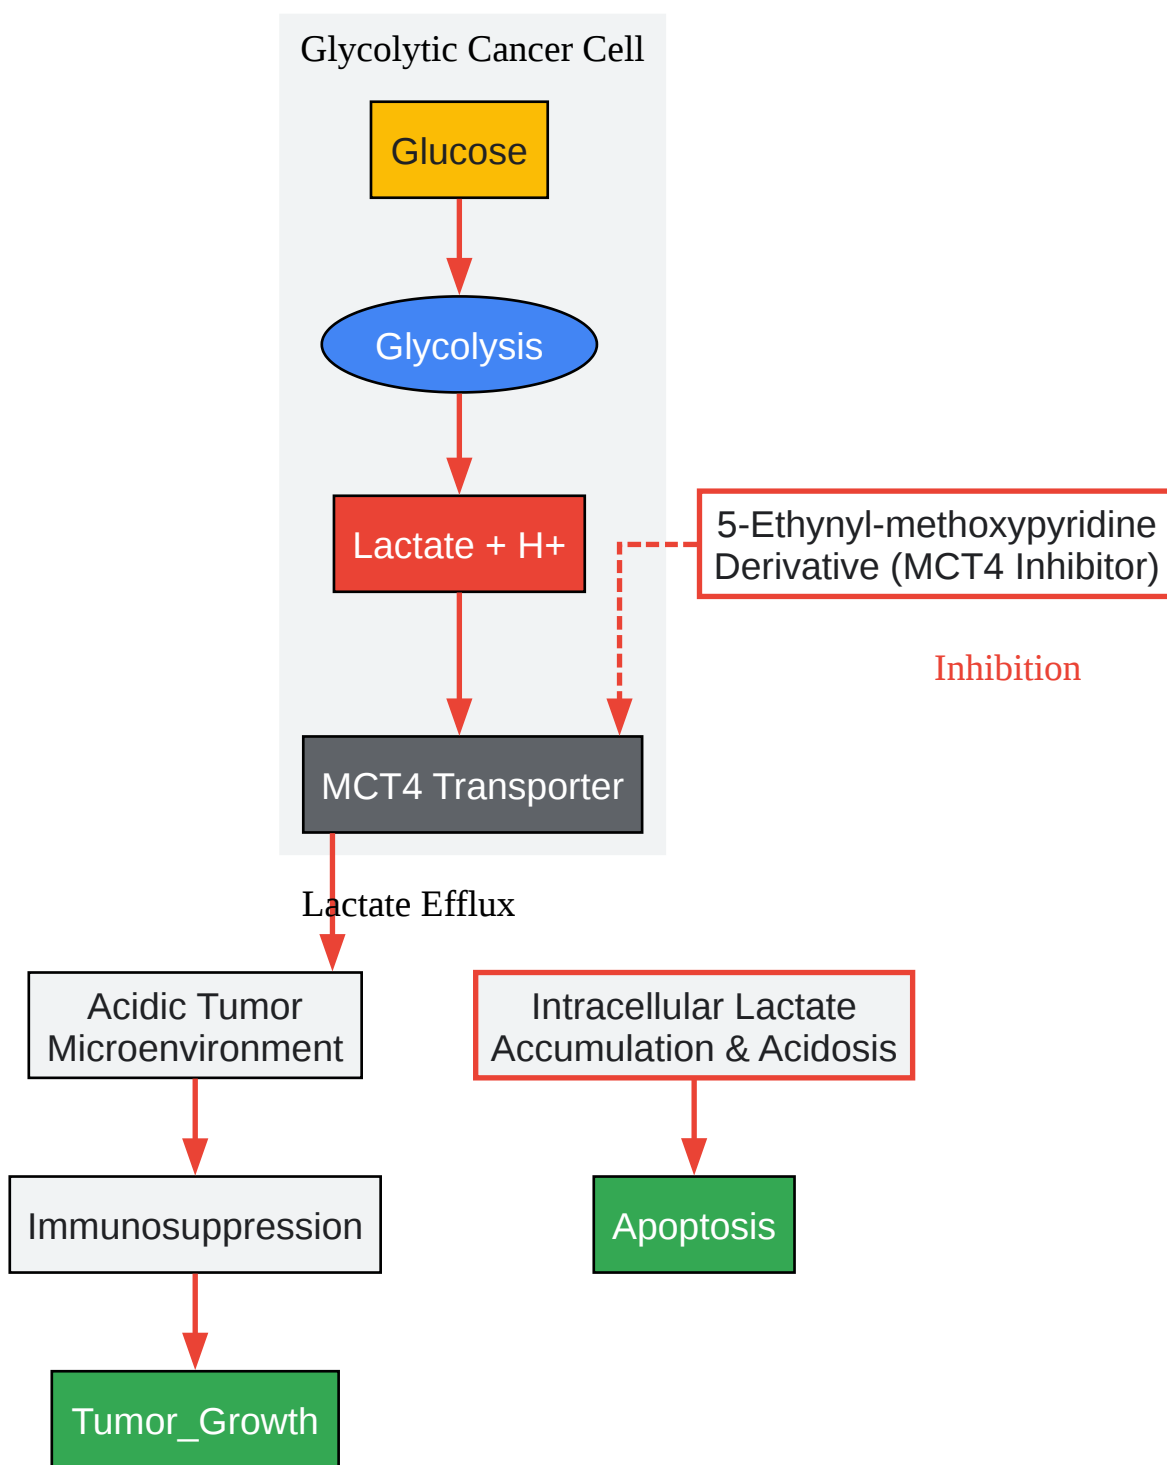 Glycolytic Cancer Cell
Glucose
Glycolysis
Lactate + H+
5-Ethynyl-methoxypyridine
Derivative (MCT4 Inhibitor)
Inhibition
MCT4 Transporter
Lactate Efflux
Acidic Tumor
Microenvironment
Intracellular Lactate
Accumulation & Acidosis
Immunosuppression
Apoptosis
Tumor_Growth